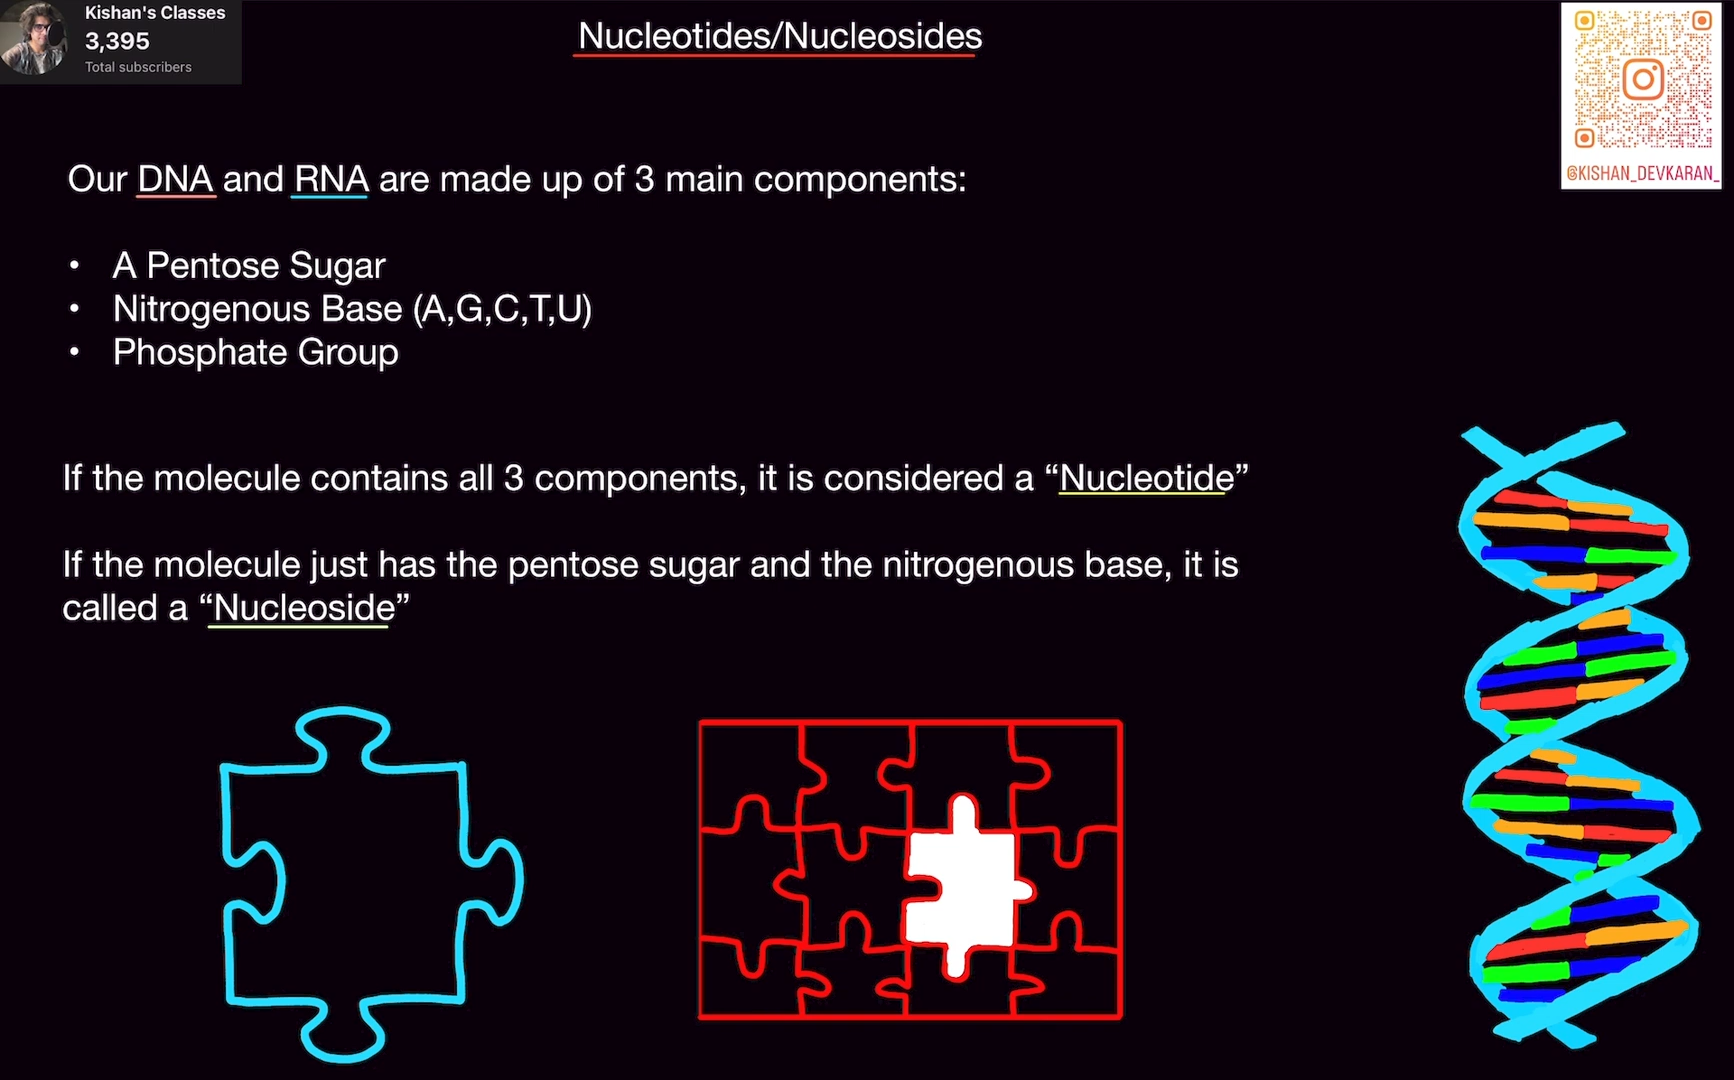 Kishan's Classes
3,395
Total subscribers
Nucleotides/Nucleosides
@KISHAN_DEVKARAN_
Our DNA and RNA are made up of 3 main components:
• A Pentose Sugar
• Nitrogenous Base (A,G,C,T,U)
• Phosphate Group
If the molecule contains all 3 components, it is considered a “Nucleotide”
If the molecule just has the pentose sugar and the nitrogenous base, it is
called a “Nucleoside”